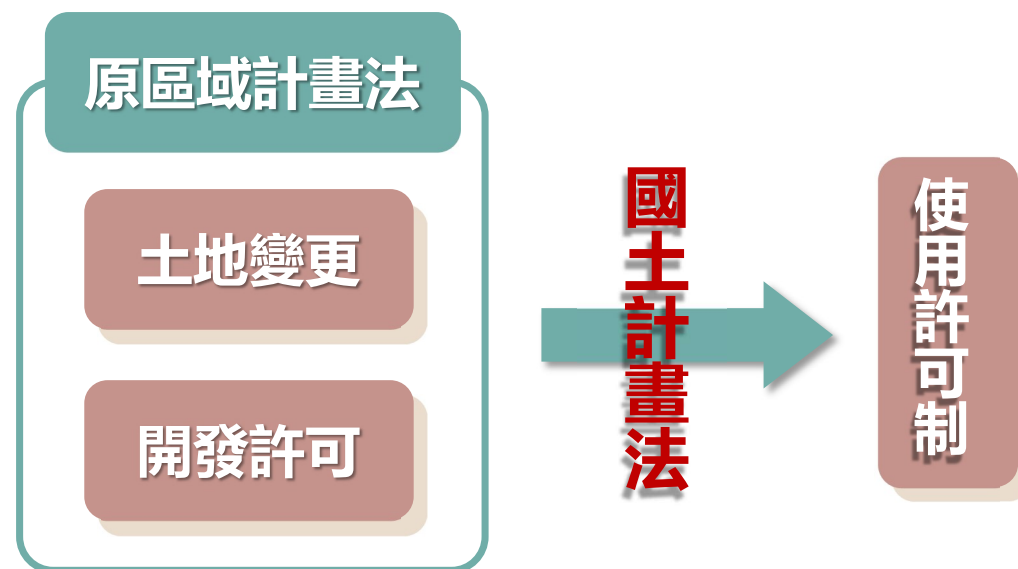 原區域計畫法
土地變更
開發許可
國土計畫法
使用許可制